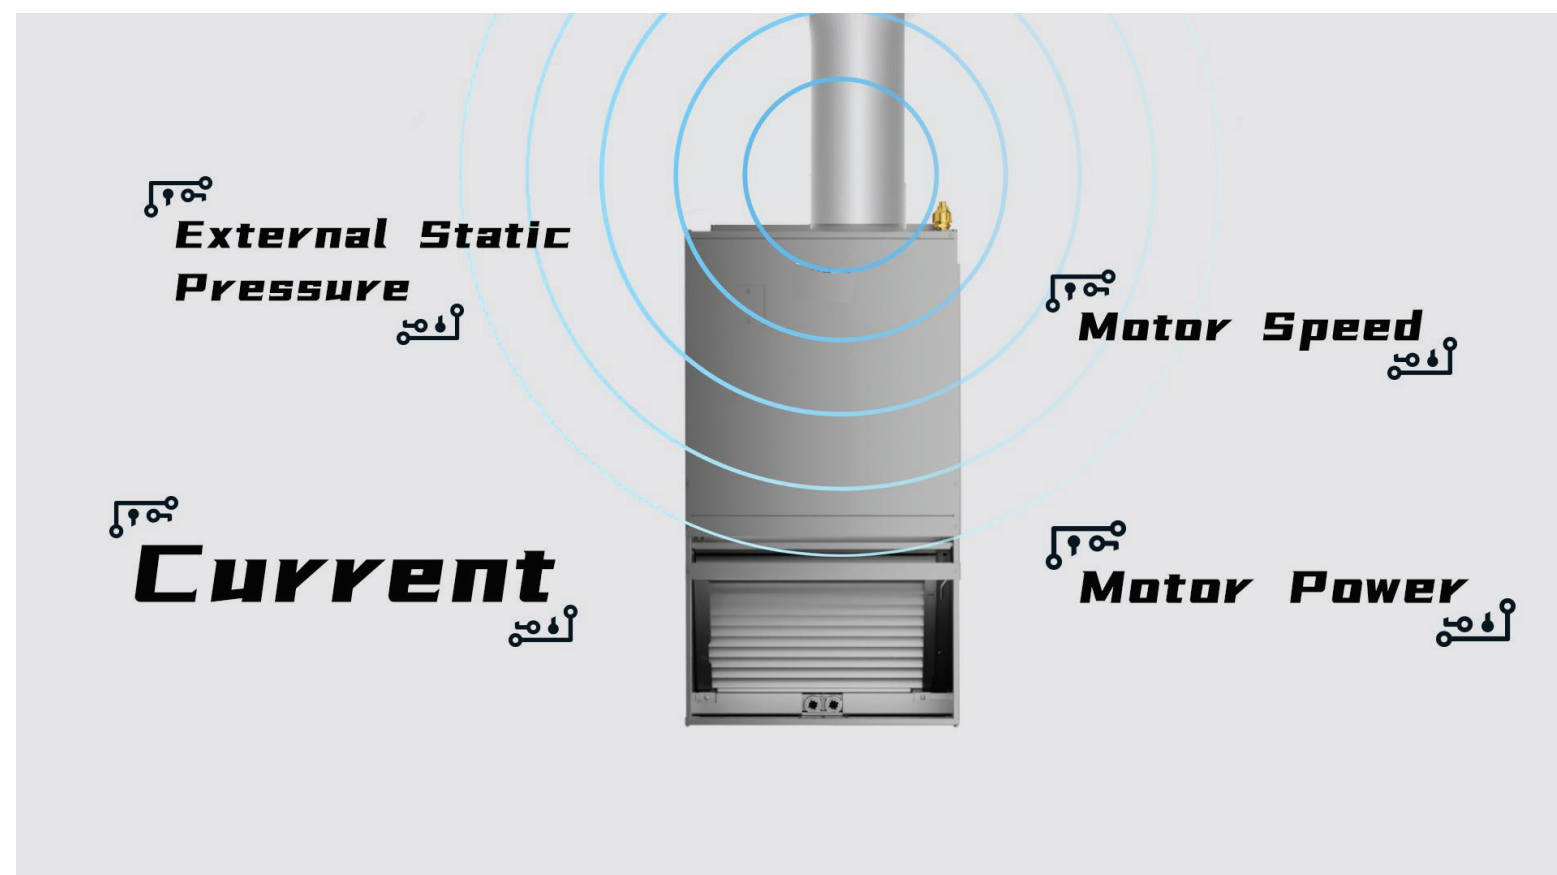 External Static
Pressure
Motor Speed
Current
Motor Power